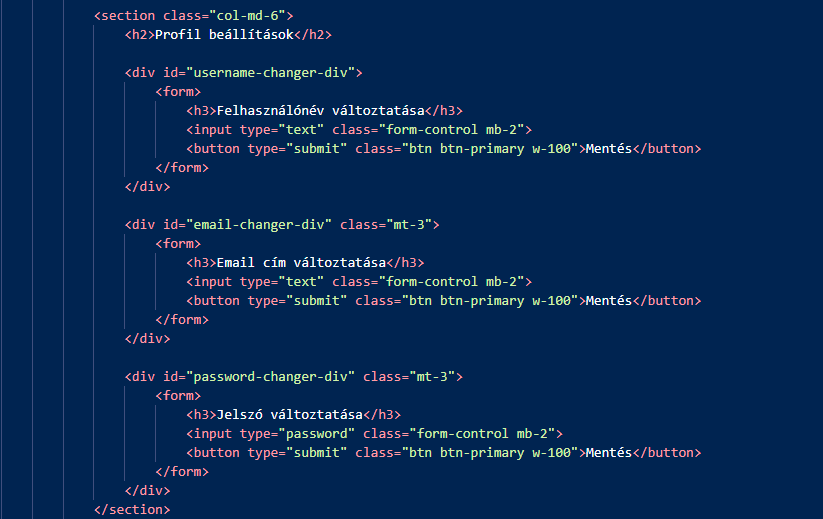 <section class="col-md-6">
<h2>Profil beállítások</h2>
<div id="username-changer-div">
<form>
<h3>Felhasználónév változtatása</h3>
<input type="text" class="form-control mb-2">
<button type="submit" class="btn btn-primary w-100">Mentés</button>
</form>
</div>
<div id="email-changer-div" class="mt-3">
<form>
<h3>Email cím változtatása</h3>
<input type="text" class="form-control mb-2">
<button type="submit" class="btn btn-primary w-100">Mentés</button>
</form>
</div>
<div id="password-changer-div" class="mt-3">
<form>
<h3>Jelszó változtatása</h3>
<input type="password" class="form-control mb-2">
<button type="submit" class="btn btn-primary w-100">Mentés</button>
</form>
</div>
</section>